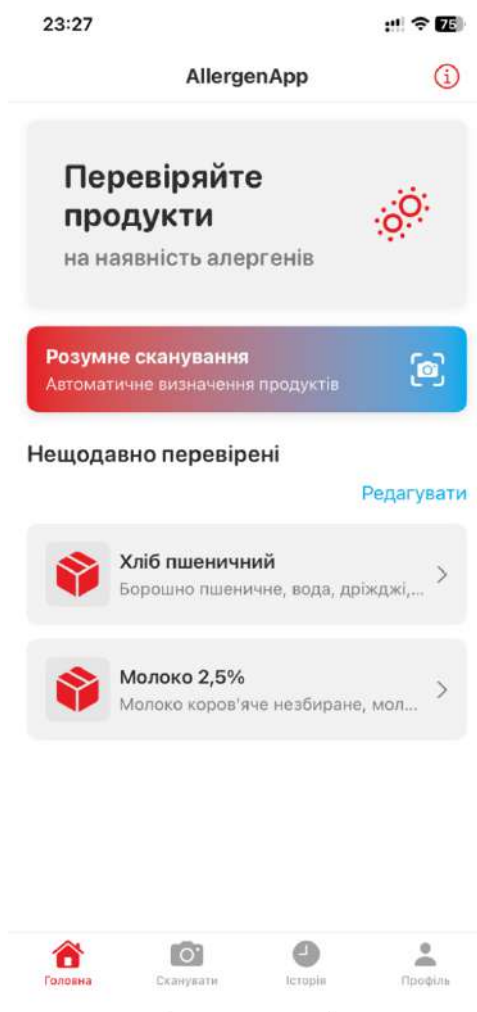 23:27
75
AllergenApp
Перевіряйте
продукти
на наявність алергенів
Розумне сканування
Автоматичне визначення продуктів
Нещодавно перевірені
Редагувати
Хліб пшеничний
Борошно пшеничне, вода, дріжджі,...
Молоко 2,5%
Молоко коров'яче незбиране, мол...
Головна
Сканувати
Історія
Профіль